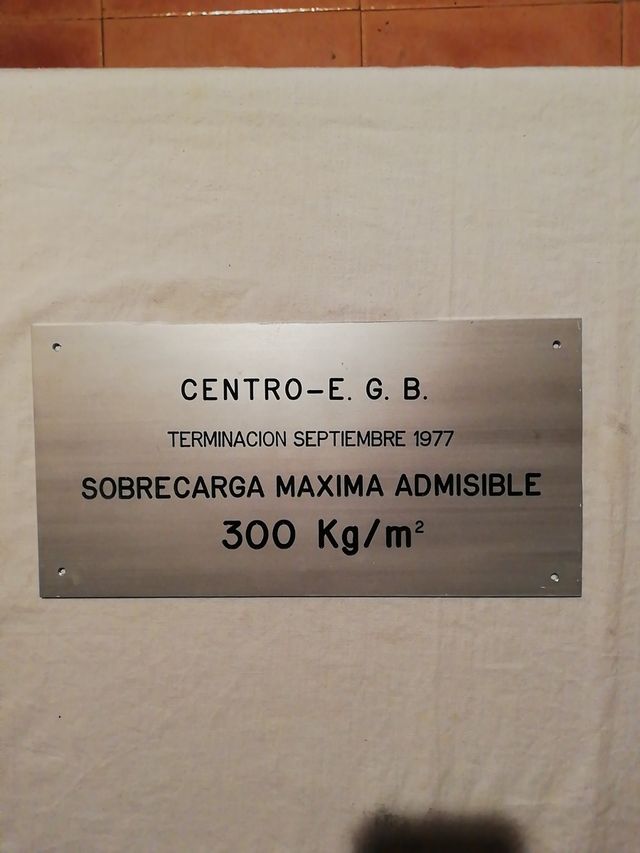 CENTRO-E. G. B.
TERMINACION SEPTIEMBRE 1977
SOBRECARGA MAXIMA ADMISIBLE
300 Kg/m²